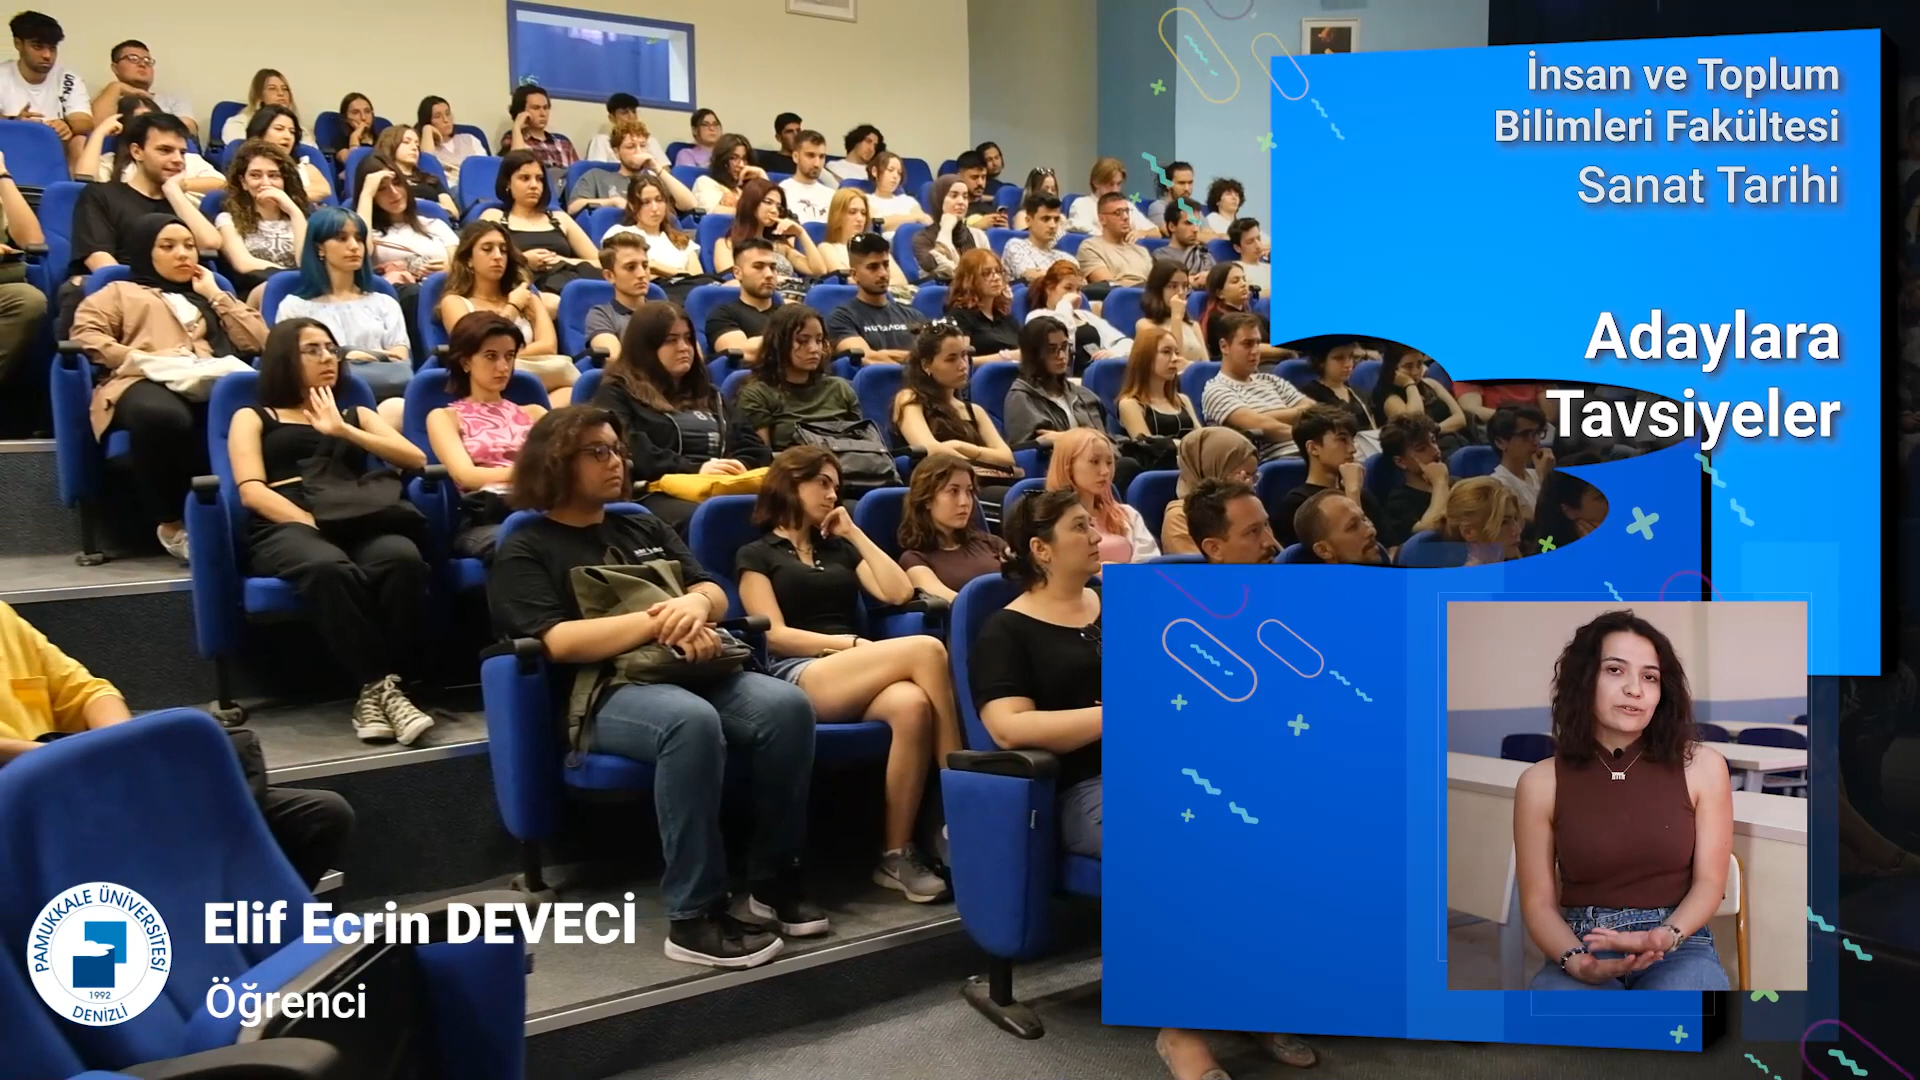 İnsan ve Toplum
Bilimleri Fakültesi
Sanat Tarihi
Adaylara
Tavsiyeler
Elif Ecrin DEVECİ
Öğrenci
PAMUKKALE ÜNİVERSİTESİ
1992
DENİZLİ